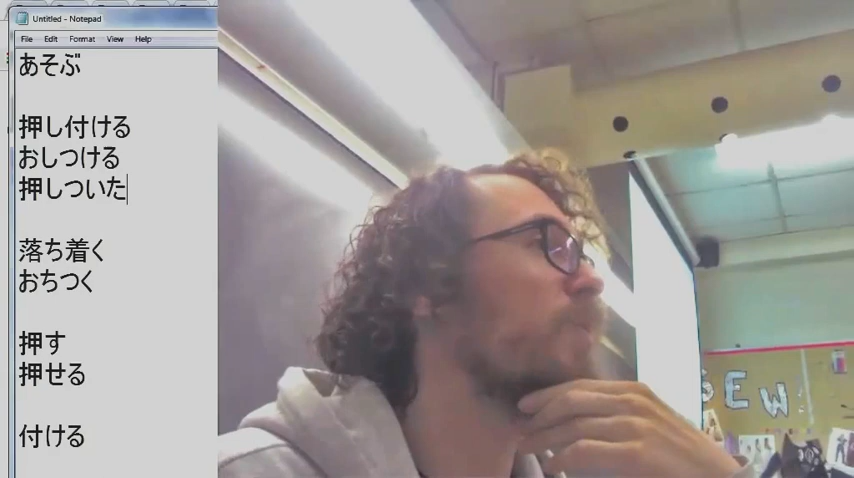 Untitled - Notepad
File Edit Format View Help
あそぶ
押し付ける
おしつける
押しついた
落ち着く
おちつく
押す
押せる
付ける
SEW